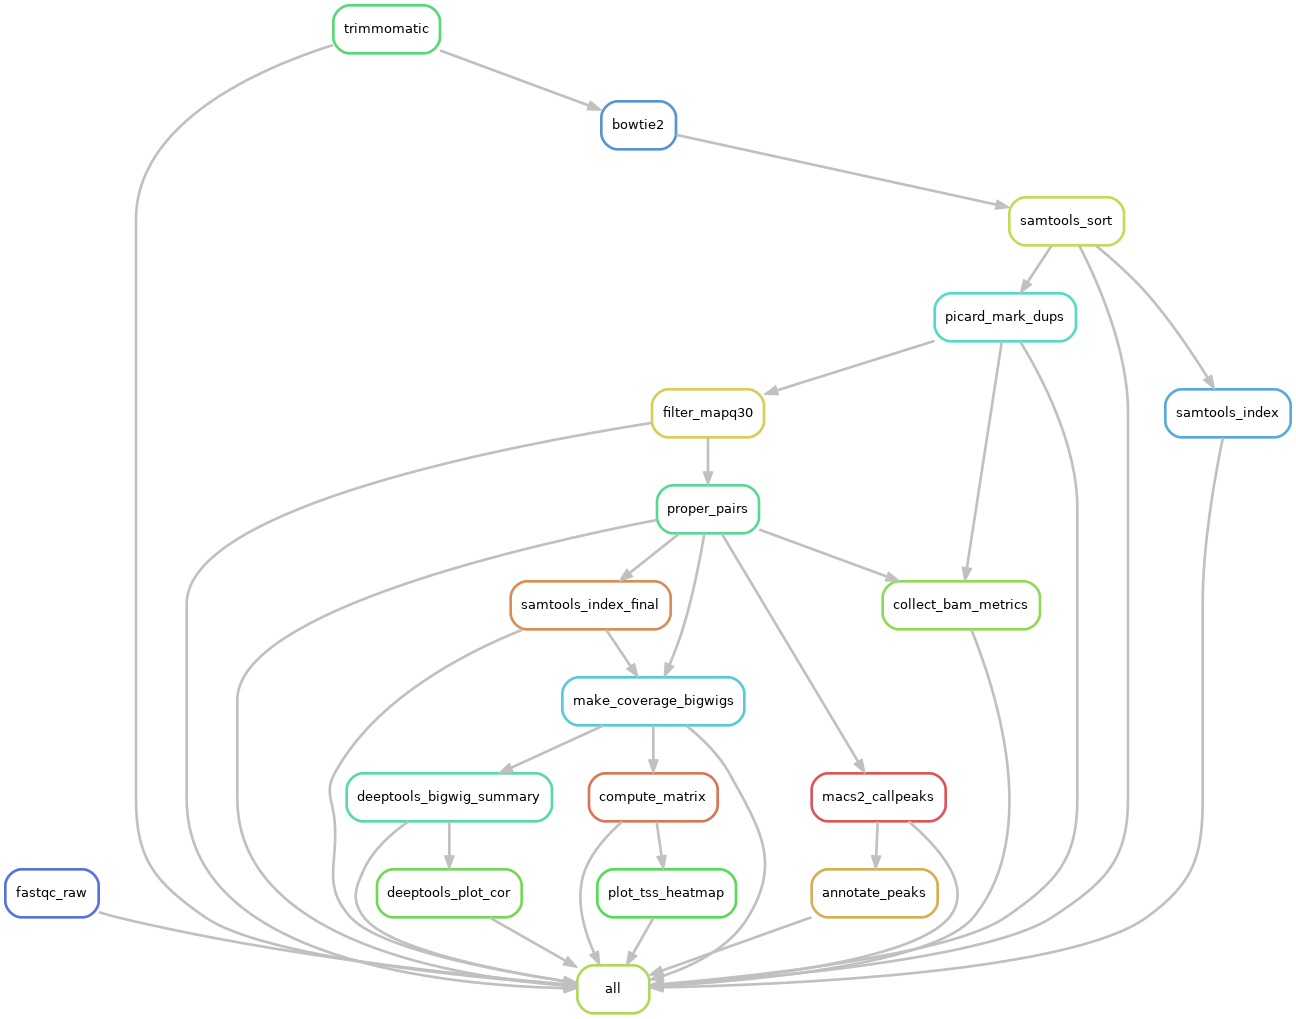 trimmomatic
bowtie2
samtools_sort
picard_mark_dups
filter_mapq30
samtools_index
proper_pairs
samtools_index_final
collect_bam_metrics
make_coverage_bigwigs
deeptools_bigwig_summary
compute_matrix
macs2_callpeaks
fastqc_raw
deeptools_plot_cor
plot_tss_heatmap
annotate_peaks
all